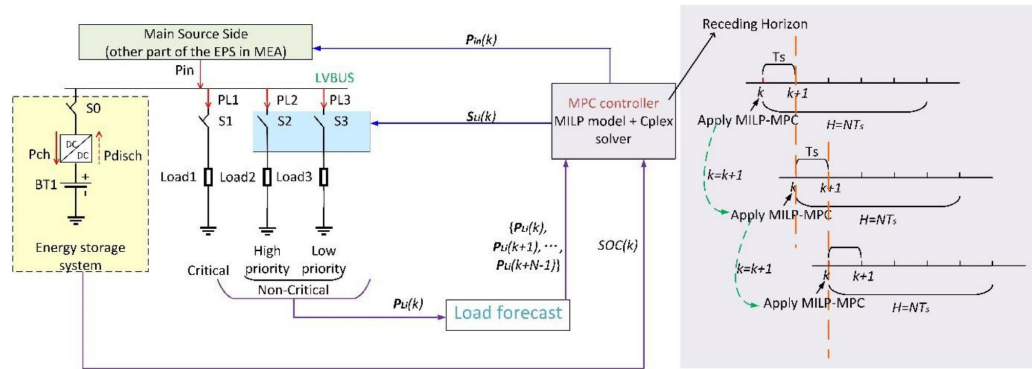 Main Source Side
(other part of the EPS in MEA)
Pin(k)
Receding Horizon
Pin
LVBUS
S0
PL1
PL2
PL3
S1
S2
S3
DC
DC
Pch
Pdisch
BT1
+
-
Load1
Load2
Load3
Energy storage
system
Critical
High
priority
Low
priority
Non-Critical
SLi(k)
MPC controller
MILP model + Cplex
solver
{PLi(k),
PLi(k+1), ···,
PLi(k+N-1)}
SOC(k)
PLi(k)
Load forecast
Ts
k
k+1
Apply MILP-MPC
H=NTs
k=k+1
Ts
k
k+1
Apply MILP-MPC
H=NTs
k=k+1
k
k+1
Apply MILP-MPC
H=NTs